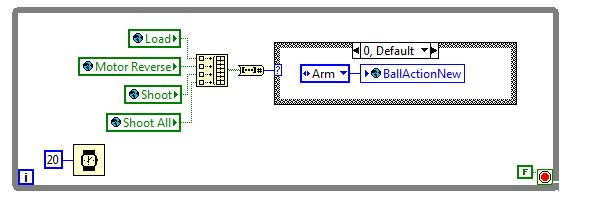 Load
0, Default
Motor Reverse
Arm
BallActionNew
Shoot
Shoot All
20
i
F